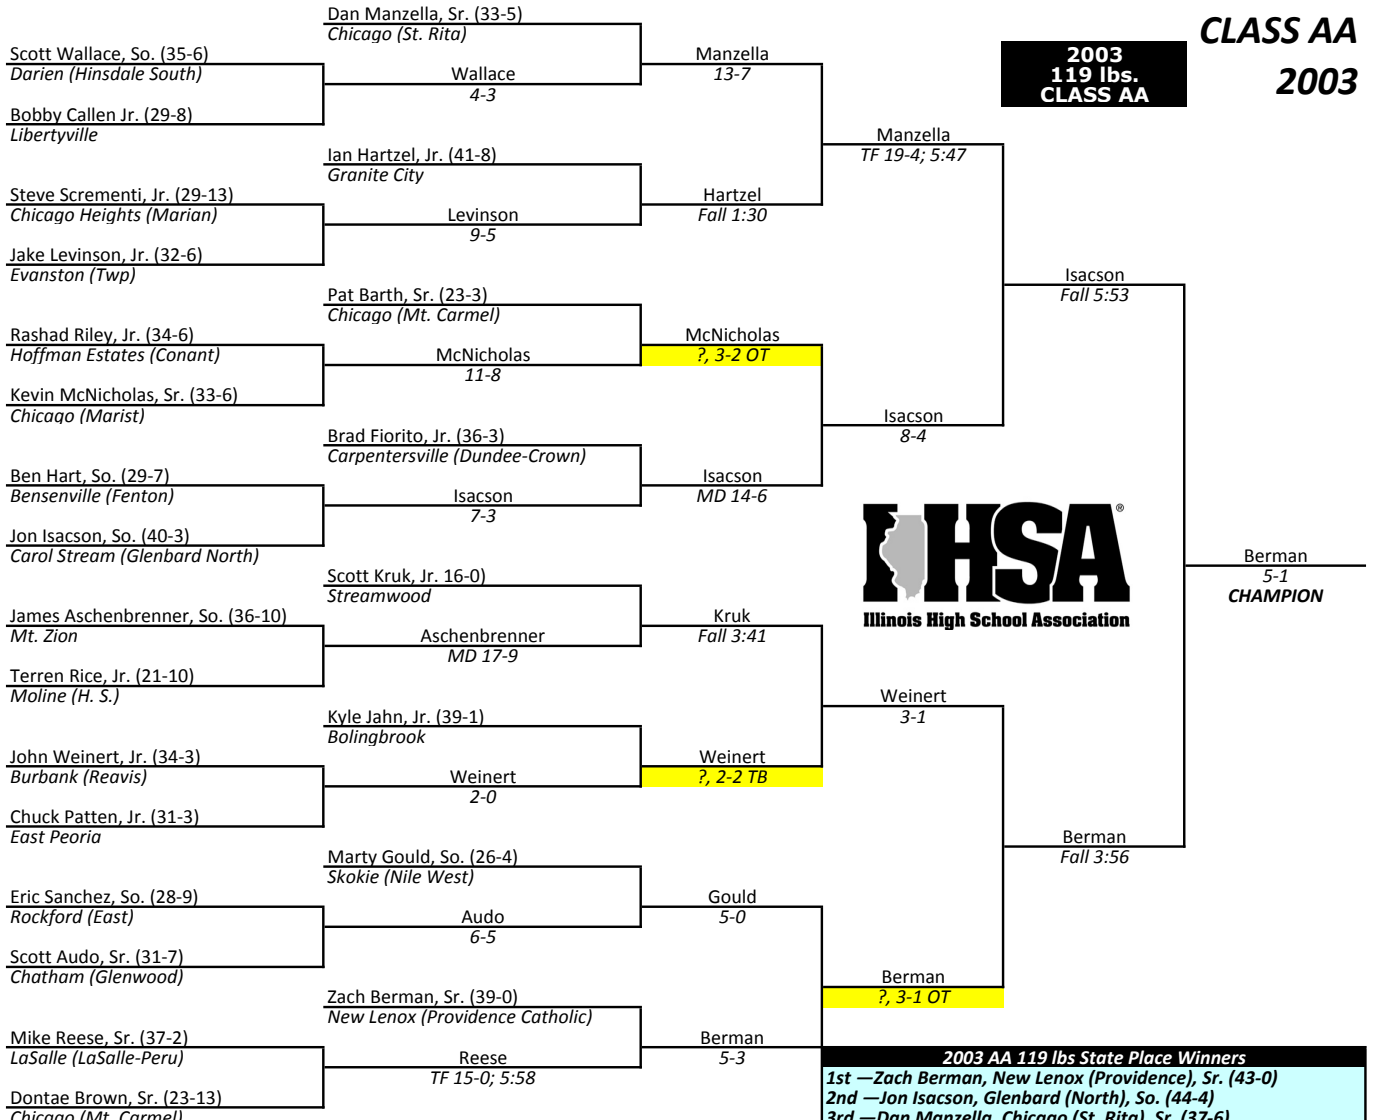 CLASS AA
2003
2003
119 lbs.
CLASS AA
Dan Manzella, Sr. (33-5)
Chicago (St. Rita)
Scott Wallace, So. (35-6)
Darien (Hinsdale South)
Wallace
4-3
Manzella
13-7
Bobby Callen Jr. (29-8)
Libertyville
Manzella
TF 19-4; 5:47
Ian Hartzel, Jr. (41-8)
Granite City
Steve Scrementi, Jr. (29-13)
Chicago Heights (Marian)
Levinson
9-5
Hartzel
Fall 1:30
Jake Levinson, Jr. (32-6)
Evanston (Twp)
Isacson
Fall 5:53
Pat Barth, Sr. (23-3)
Chicago (Mt. Carmel)
Rashad Riley, Jr. (34-6)
Hoffman Estates (Conant)
McNicholas
11-8
McNicholas
?, 3-2 OT
Kevin McNicholas, Sr. (33-6)
Chicago (Marist)
Isacson
8-4
Brad Fiorito, Jr. (36-3)
Carpentersville (Dundee-Crown)
Ben Hart, So. (29-7)
Bensenville (Fenton)
Isacson
7-3
Isacson
MD 14-6
Jon Isacson, So. (40-3)
Carol Stream (Glenbard North)
IHSA®
Illinois High School Association
Berman
5-1
CHAMPION
Scott Kruk, Jr. 16-0)
Streamwood
James Aschenbrenner, So. (36-10)
Mt. Zion
Aschenbrenner
MD 17-9
Kruk
Fall 3:41
Terren Rice, Jr. (21-10)
Moline (H. S.)
Weinert
3-1
Kyle Jahn, Jr. (39-1)
Bolingbrook
John Weinert, Jr. (34-3)
Burbank (Reavis)
Weinert
2-0
Weinert
?, 2-2 TB
Chuck Patten, Jr. (31-3)
East Peoria
Berman
Fall 3:56
Marty Gould, So. (26-4)
Skokie (Nile West)
Eric Sanchez, So. (28-9)
Rockford (East)
Audo
6-5
Gould
5-0
Scott Audo, Sr. (31-7)
Chatham (Glenwood)
Berman
?, 3-1 OT
Zach Berman, Sr. (39-0)
New Lenox (Providence Catholic)
Mike Reese, Sr. (37-2)
LaSalle (LaSalle-Peru)
Reese
TF 15-0; 5:58
Berman
5-3
Dontae Brown, Sr. (23-13)
Chicago (Mt. Carmel)
2003 AA 119 lbs State Place Winners
1st —Zach Berman, New Lenox (Providence), Sr. (43-0)
2nd —Jon Isacson, Glenbard (North), So. (44-4)
3rd —Dan Manzella, Chicago (St. Rita), Sr. (37-6)